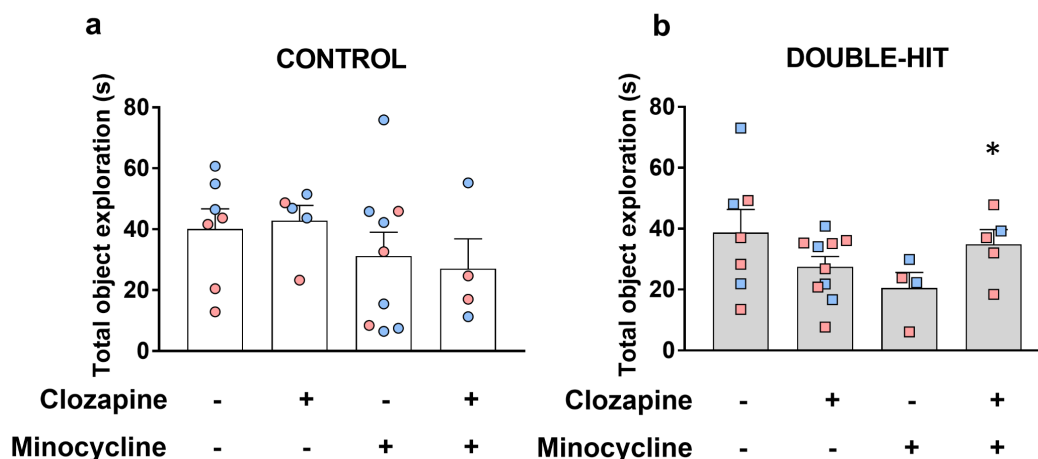 a
CONTROL
Total object exploration (s)
80
60
40
20
0
Clozapine - + - +
Minocycline - - + +
b
DOUBLE-HIT
Total object exploration (s)
80
60
40
20
0
*
Clozapine - + - +
Minocycline - - + +